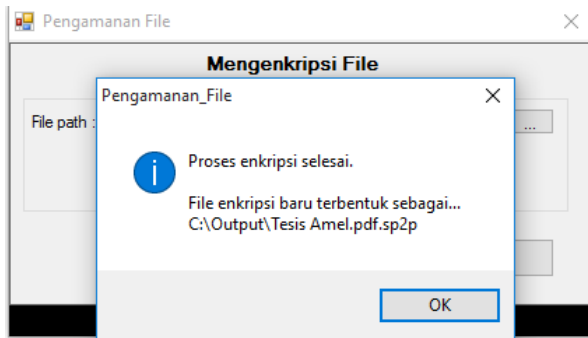 Pengamanan File
Mengenkripsi File
Pengamanan_File
File path :
...
Proses enkripsi selesai.
File enkripsi baru terbentuk sebagai...
C:\Output\Tesis Amel.pdf.sp2p
OK